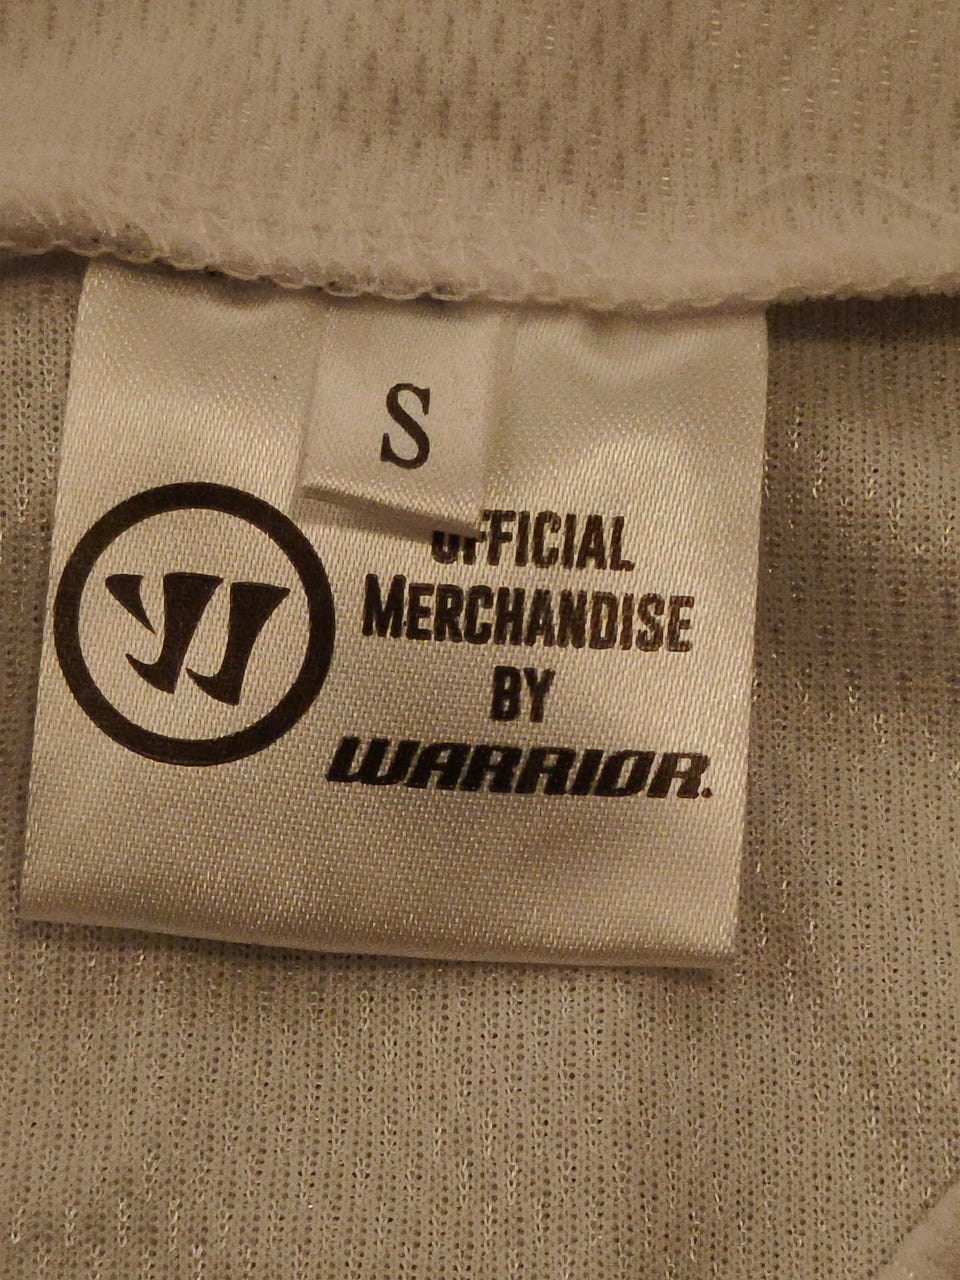 S
OFFICIAL
MERCHANDISE
BY
WARRIOR.